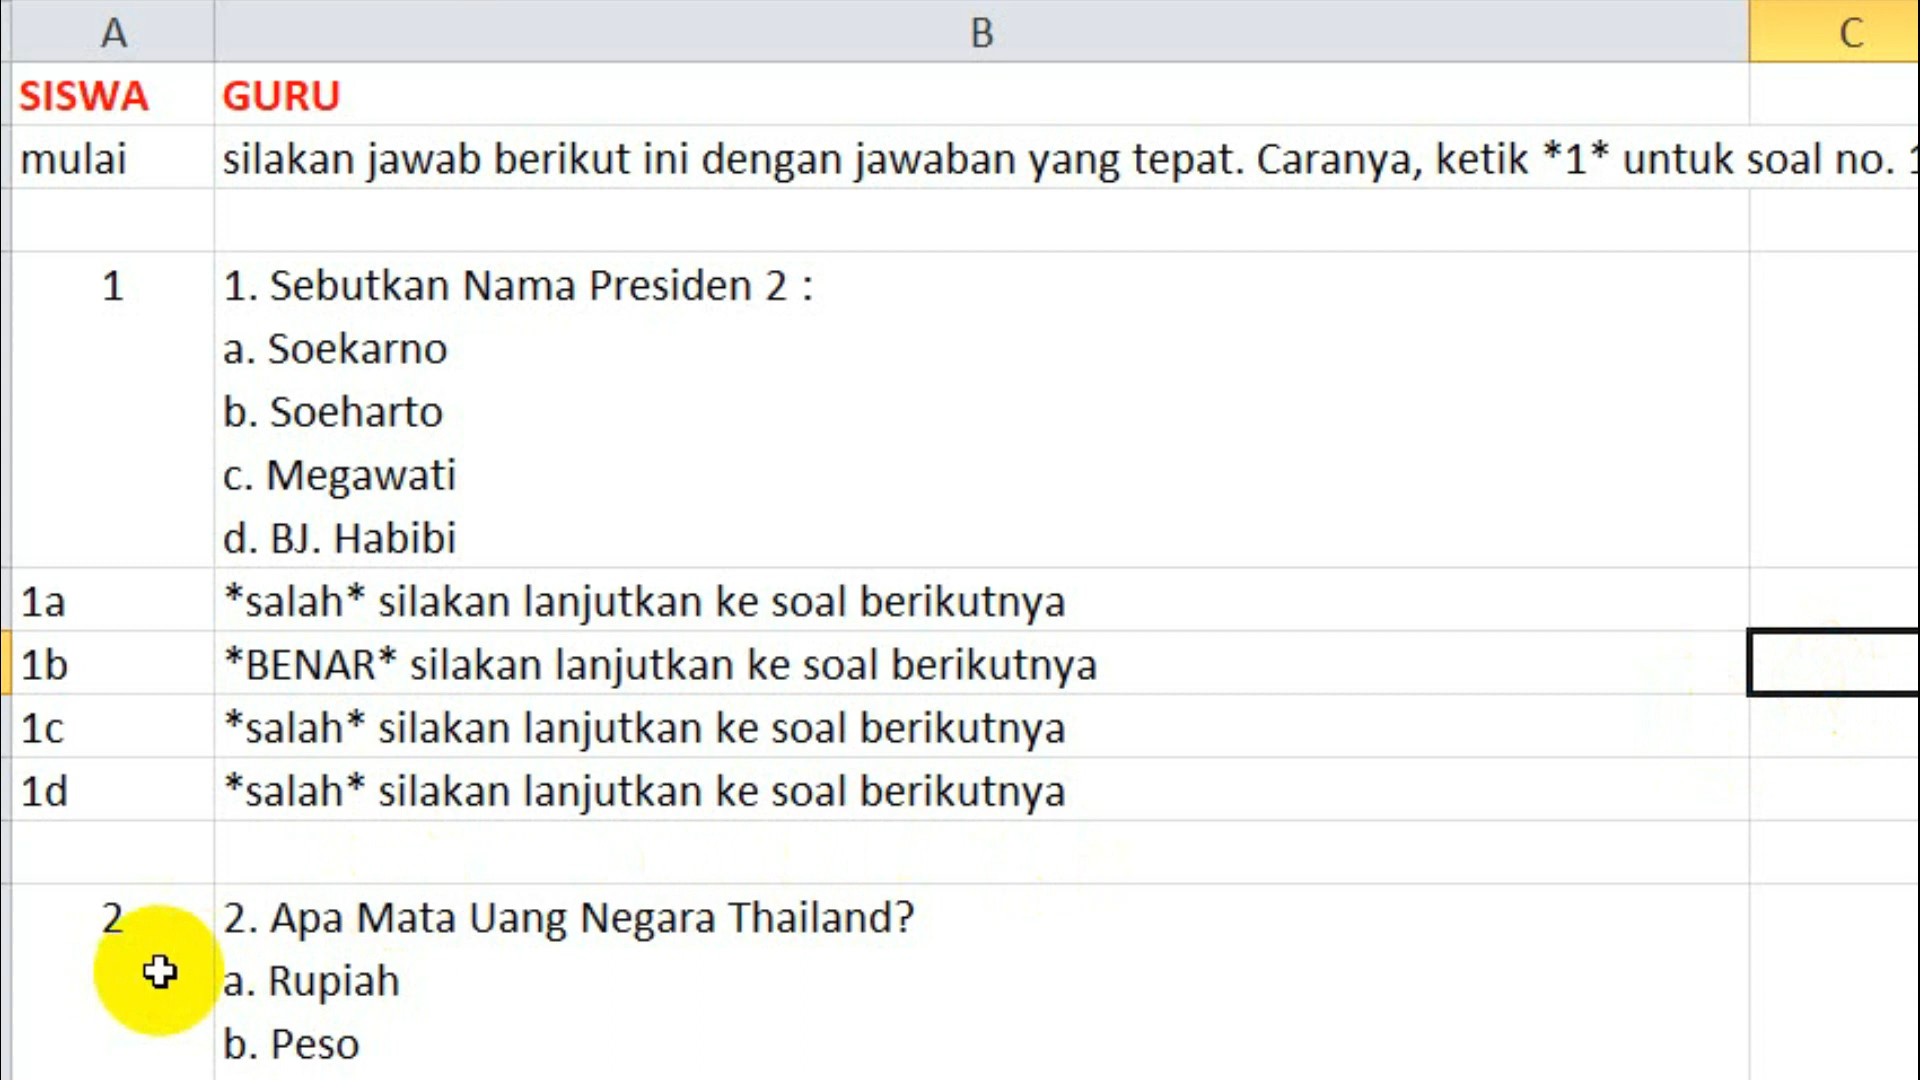 A B C
SISWA GURU
mulai silakan jawab berikut ini dengan jawaban yang tepat. Caranya, ketik *1* untuk soal no. 1
1 1. Sebutkan Nama Presiden 2 :
a. Soekarno
b. Soeharto
c. Megawati
d. BJ. Habibi
1a *salah* silakan lanjutkan ke soal berikutnya
1b *BENAR* silakan lanjutkan ke soal berikutnya
1c *salah* silakan lanjutkan ke soal berikutnya
1d *salah* silakan lanjutkan ke soal berikutnya
2 2. Apa Mata Uang Negara Thailand?
a. Rupiah
b. Peso